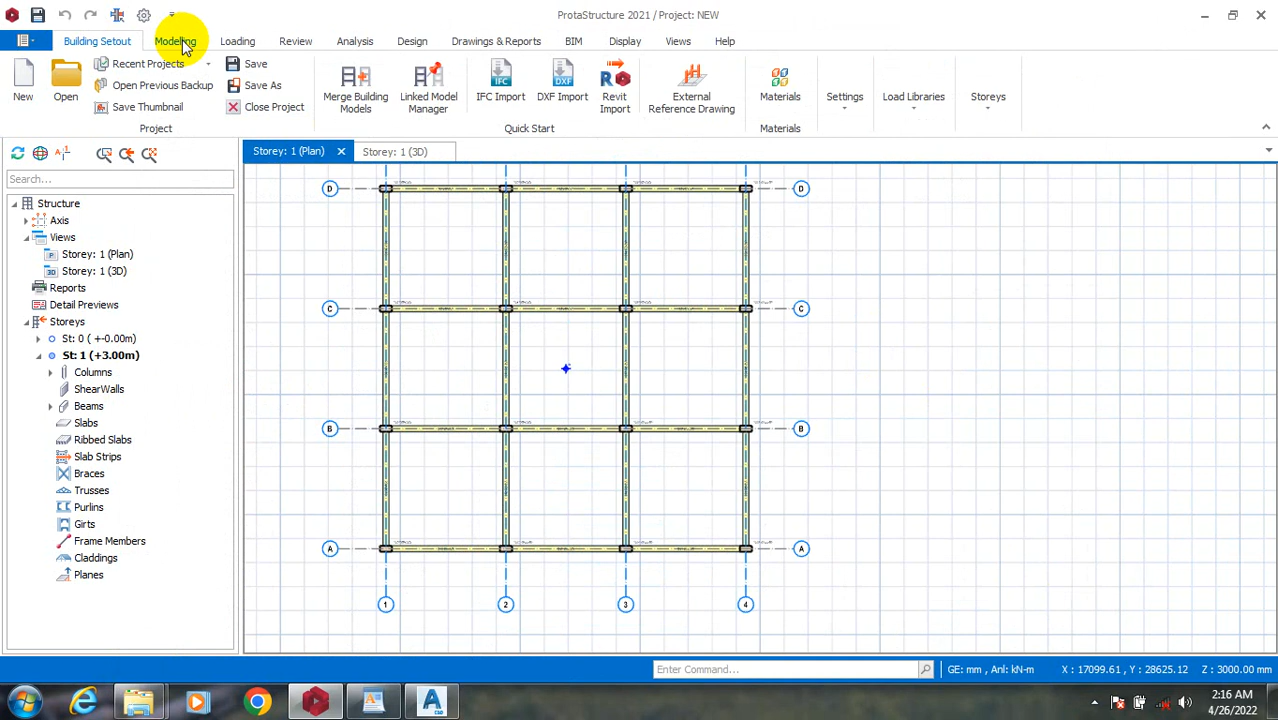 ProtaStructure 2021 / Project: NEW
Building Setout Modeling Loading Review Analysis Design Drawings & Reports BIM Display Views Help
New
Open
Recent Projects
Open Previous Backup
Save Thumbnail
Save
Save As
Close Project
Project
Merge Building Models
Linked Model Manager
IFC Import
DXF Import
Revit Import
External Reference Drawing
Quick Start
Materials
Materials
Settings
Load Libraries
Storeys
Storey: 1 (Plan)
Storey: 1 (3D)
Search...
Structure
Axis
Views
Storey: 1 (Plan)
Storey: 1 (3D)
Reports
Detail Previews
Storeys
St: 0 ( +-0.00m)
St: 1 (+3.00m)
Columns
ShearWalls
Beams
Slabs
Ribbed Slabs
Slab Strips
Braces
Trusses
Purlins
Girts
Frame Members
Claddings
Planes
D D
C C
B B
A A
1 2 3 4
Enter Command...
GE: mm, Anl: kN-m
X : 17099.61, Y : 28625.12
Z : 3000.00 mm
2:16 AM
4/26/2022